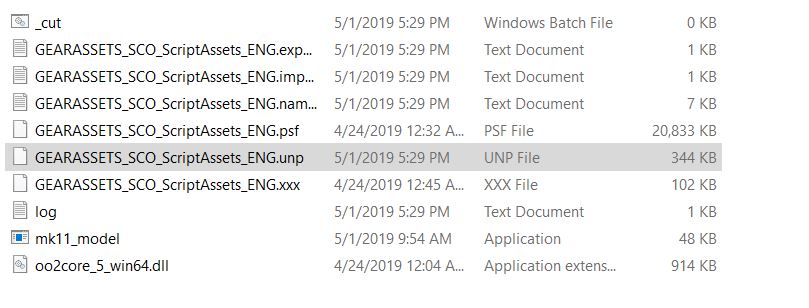 _cut 5/1/2019 5:29 PM Windows Batch File 0 KB
GEARASSETS_SCO_ScriptAssets_ENG.exp... 5/1/2019 5:29 PM Text Document 1 KB
GEARASSETS_SCO_ScriptAssets_ENG.imp... 5/1/2019 5:29 PM Text Document 1 KB
GEARASSETS_SCO_ScriptAssets_ENG.nam... 5/1/2019 5:29 PM Text Document 7 KB
GEARASSETS_SCO_ScriptAssets_ENG.psf 4/24/2019 12:32 A... PSF File 20,833 KB
GEARASSETS_SCO_ScriptAssets_ENG.unp 5/1/2019 5:29 PM UNP File 344 KB
GEARASSETS_SCO_ScriptAssets_ENG.xxx 4/24/2019 12:45 A... XXX File 102 KB
log 5/1/2019 5:29 PM Text Document 1 KB
mk11_model 5/1/2019 9:54 AM Application 48 KB
oo2core_5_win64.dll 4/24/2019 12:04 A... Application extens... 914 KB